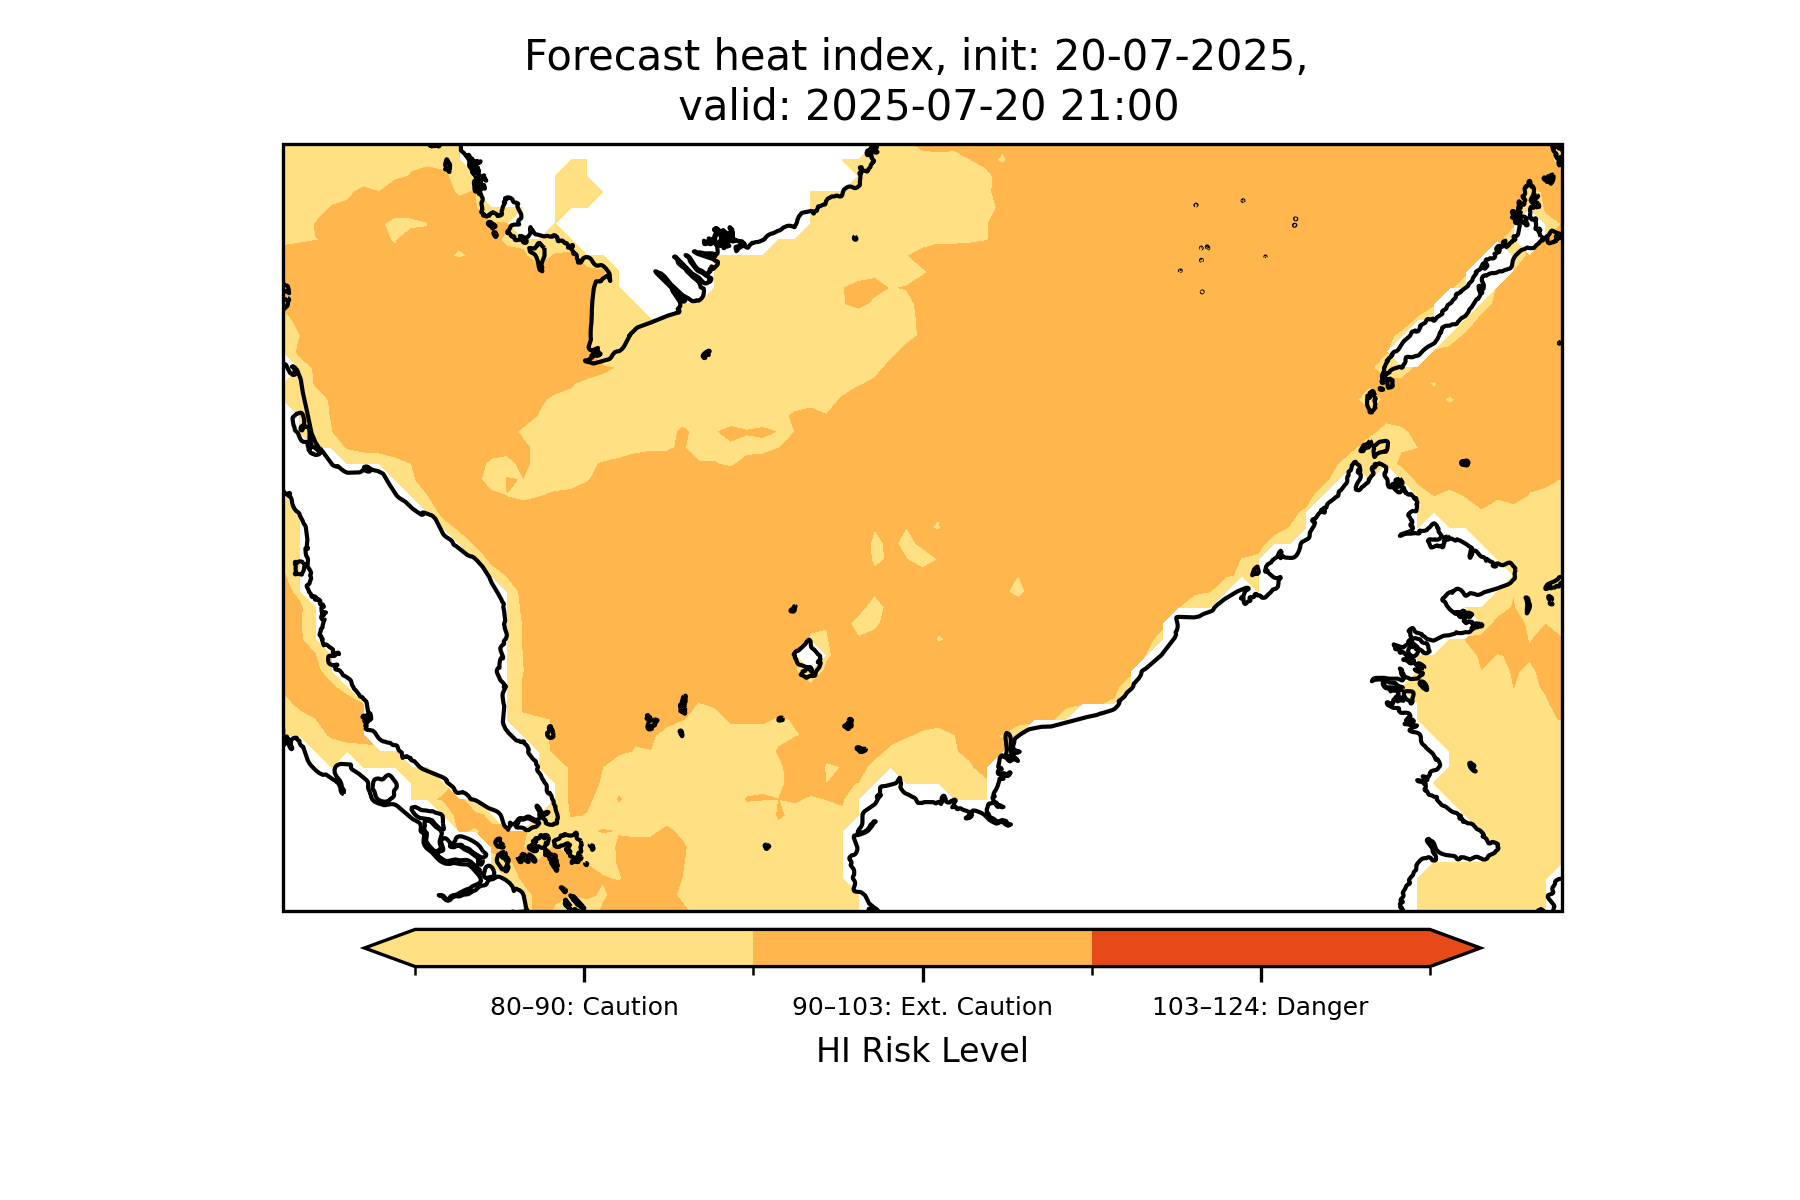 Forecast heat index, init: 20-07-2025,
valid: 2025-07-20 21:00
80–90: Caution
90–103: Ext. Caution
103–124: Danger
HI Risk Level